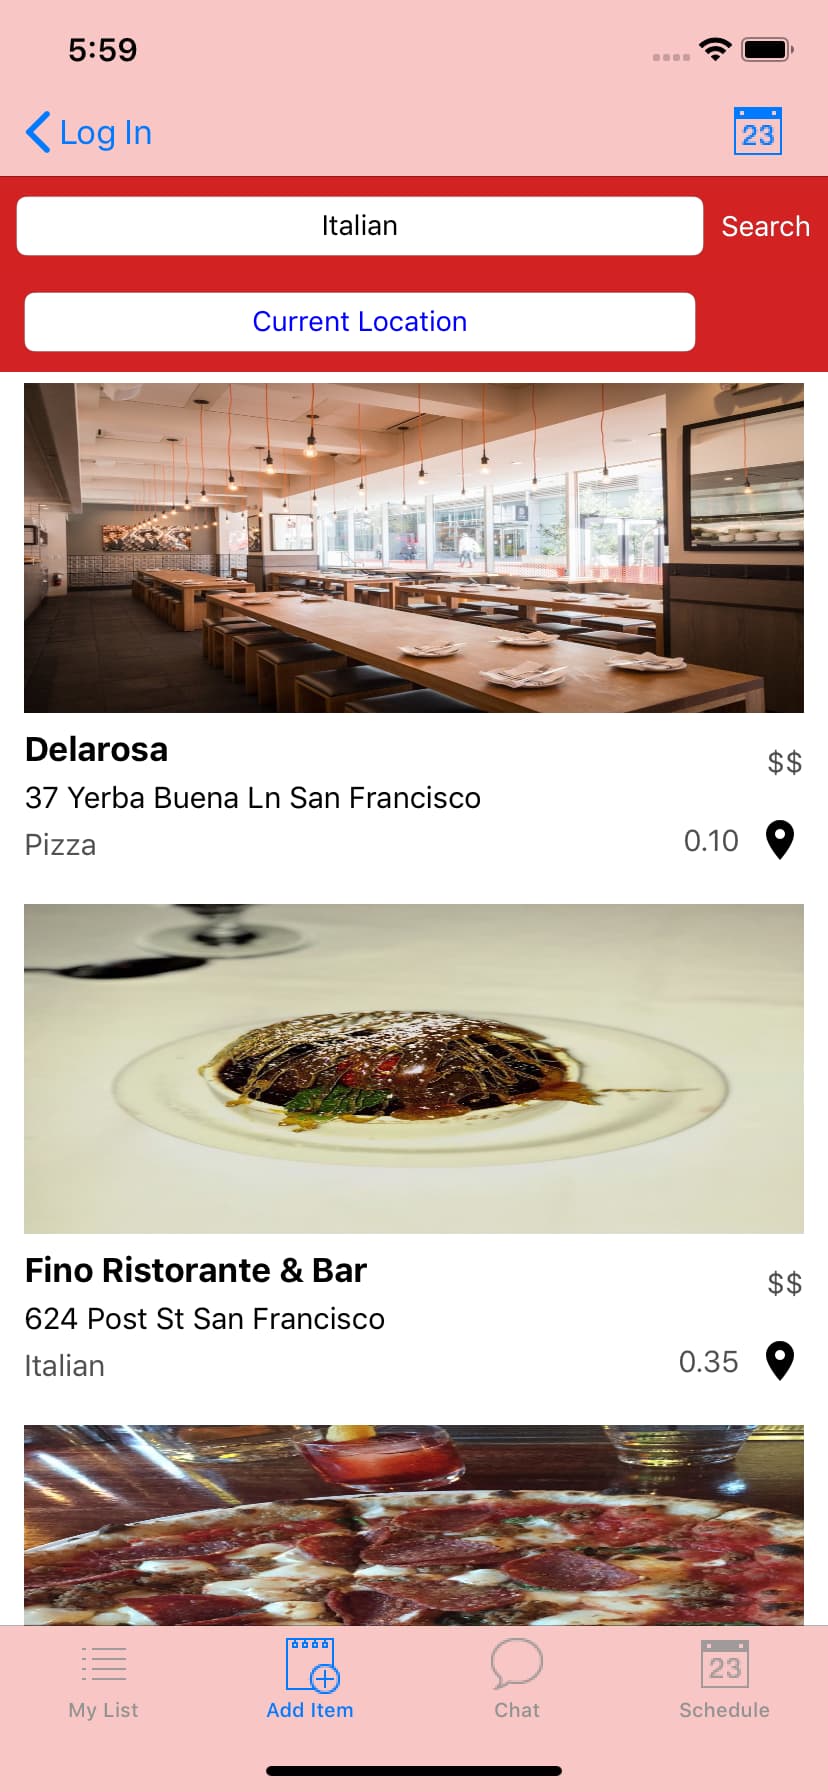 5:59
Log In
23
Italian
Search
Current Location
Delarosa
$$
37 Yerba Buena Ln San Francisco
Pizza
0.10
Fino Ristorante & Bar
$$
624 Post St San Francisco
Italian
0.35
23
My List
Add Item
Chat
Schedule